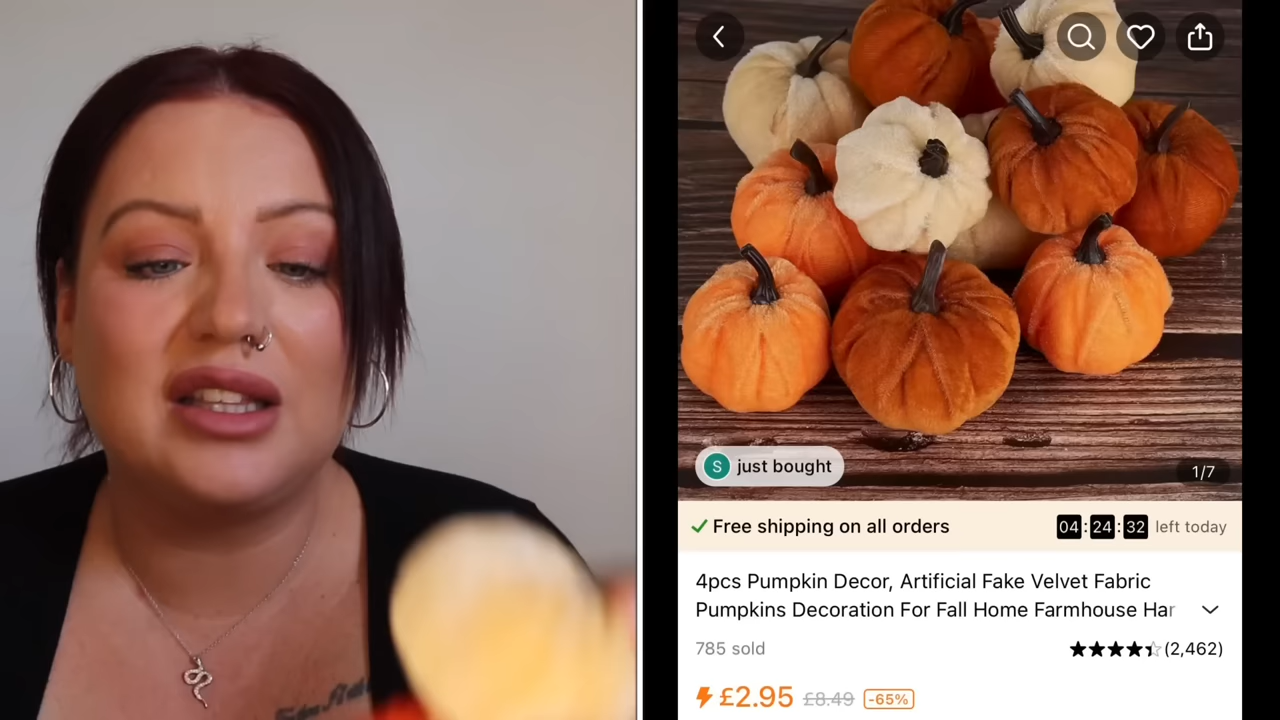 S just bought
1/7
Free shipping on all orders
04:24:32 left today
4pcs Pumpkin Decor, Artificial Fake Velvet Fabric
Pumpkins Decoration For Fall Home Farmhouse Har
785 sold
(2,462)
£2.95 £8.49 -65%